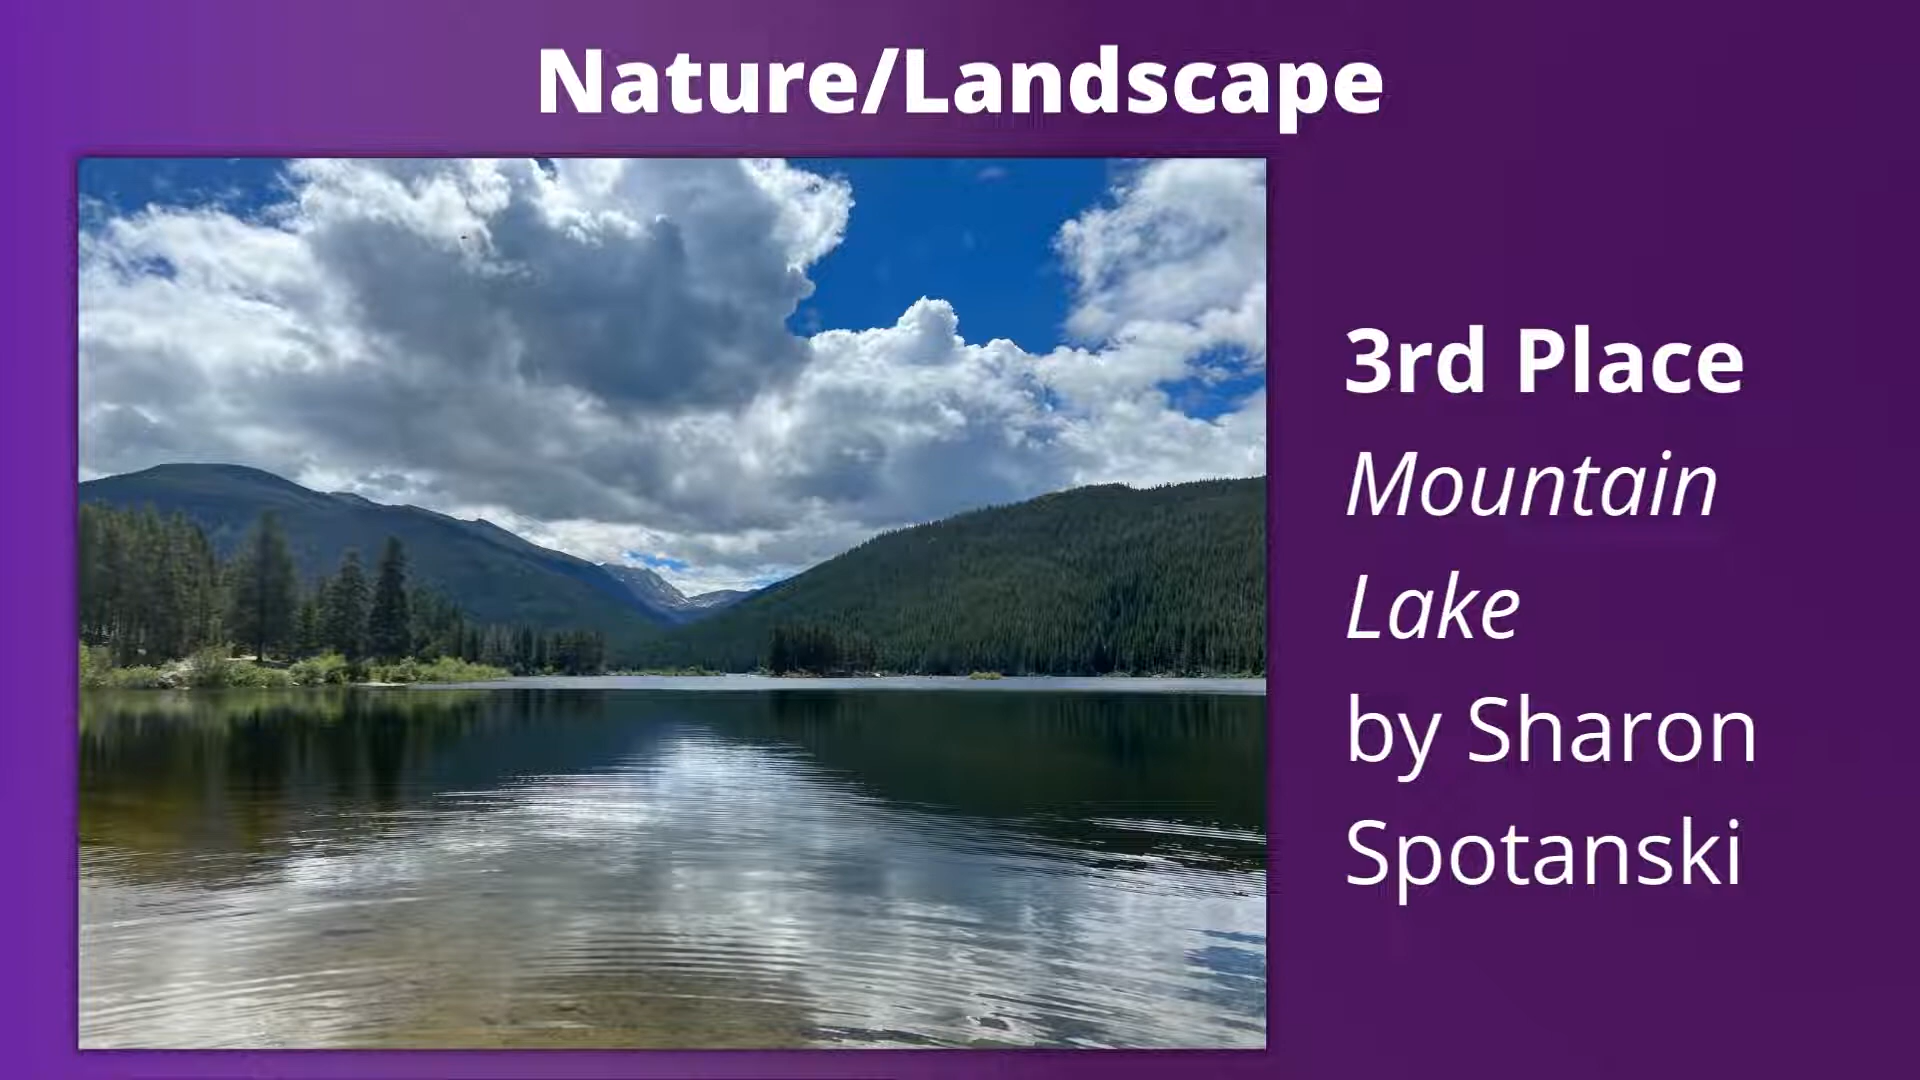 Nature/Landscape
3rd Place
Mountain
Lake
by Sharon
Spotanski